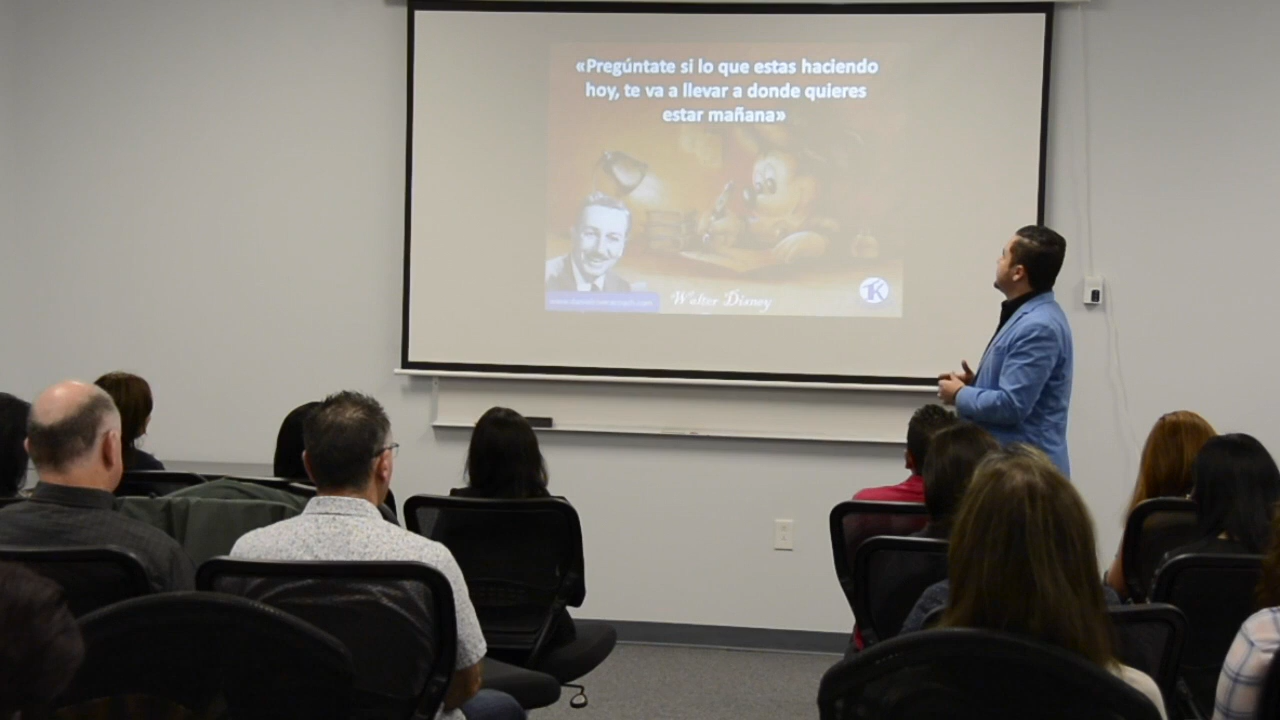 «Pregúntate si lo que estas haciendo
hoy, te va a llevar a donde quieres
estar mañana»
Walter Disney